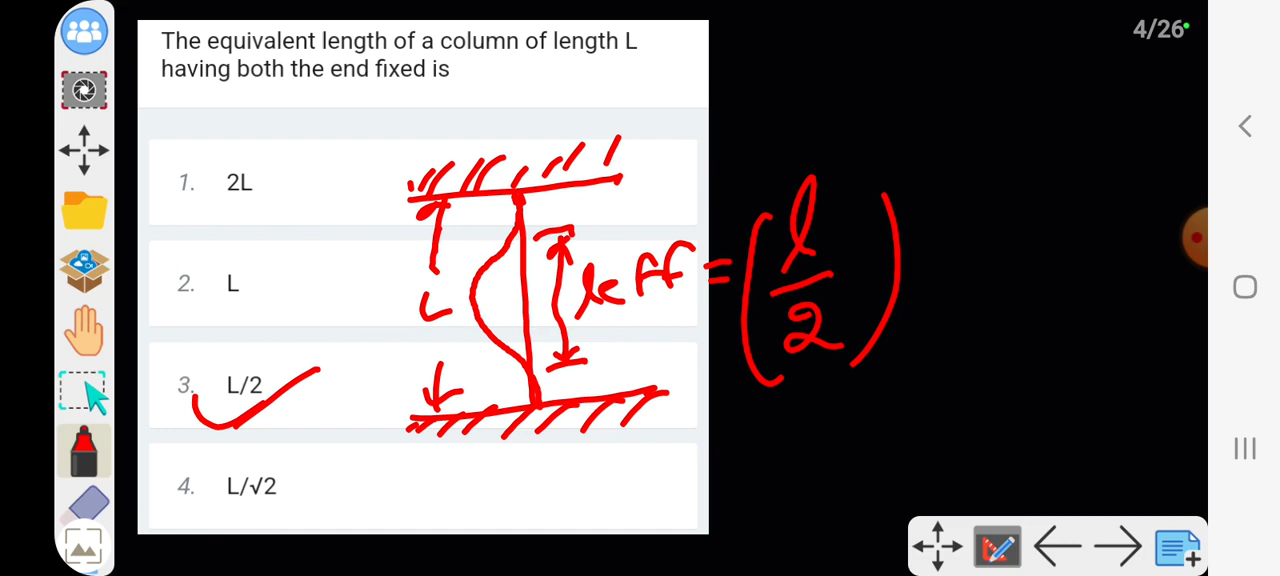 4/26
The equivalent length of a column of length L
having both the end fixed is
1. 2L
2. L
L
leff = (l/2)
3. L/2
4. L/√2